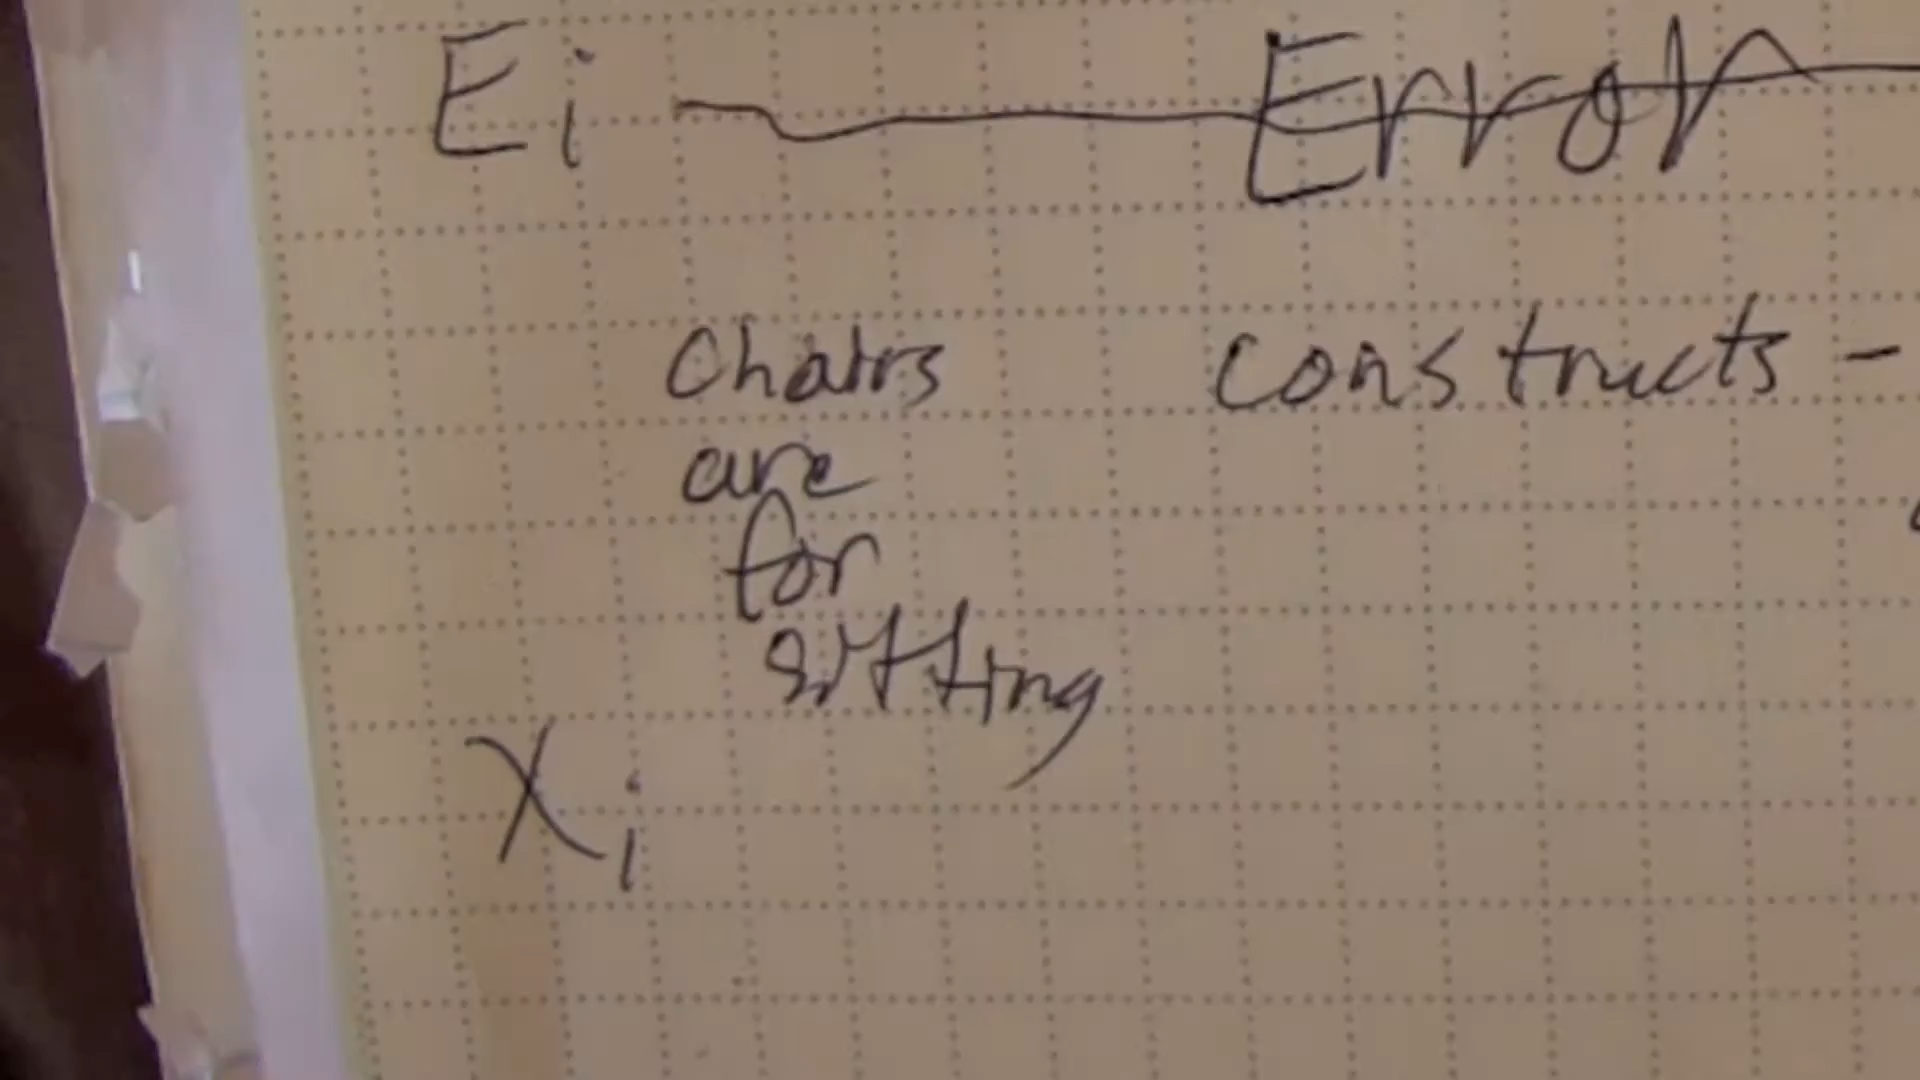 Ei Error
Chairs constructs -
are
for
sitting
Xi